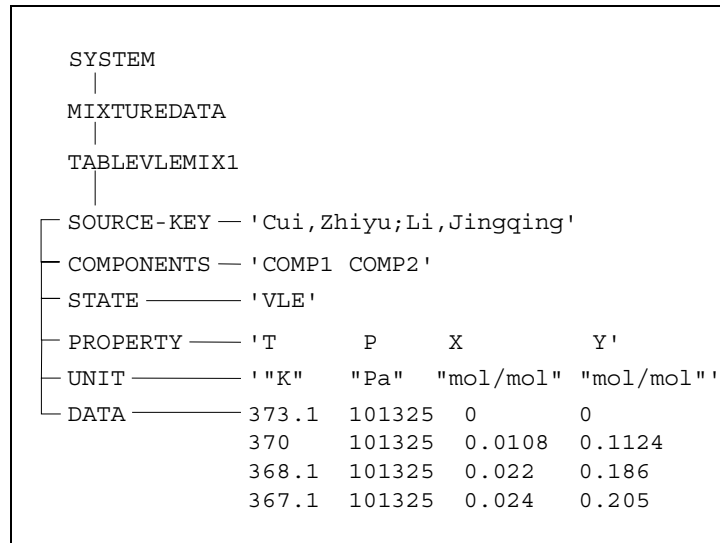 SYSTEM
MIXTUREDATA
TABLEVLEMIX1
SOURCE-KEY 'Cui,Zhiyu;Li,Jingqing'
COMPONENTS 'COMP1 COMP2'
STATE 'VLE'
PROPERTY 'T P X Y'
UNIT '"K" "Pa" "mol/mol" "mol/mol"'
DATA 373.1 101325 0 0
370 101325 0.0108 0.1124
368.1 101325 0.022 0.186
367.1 101325 0.024 0.205